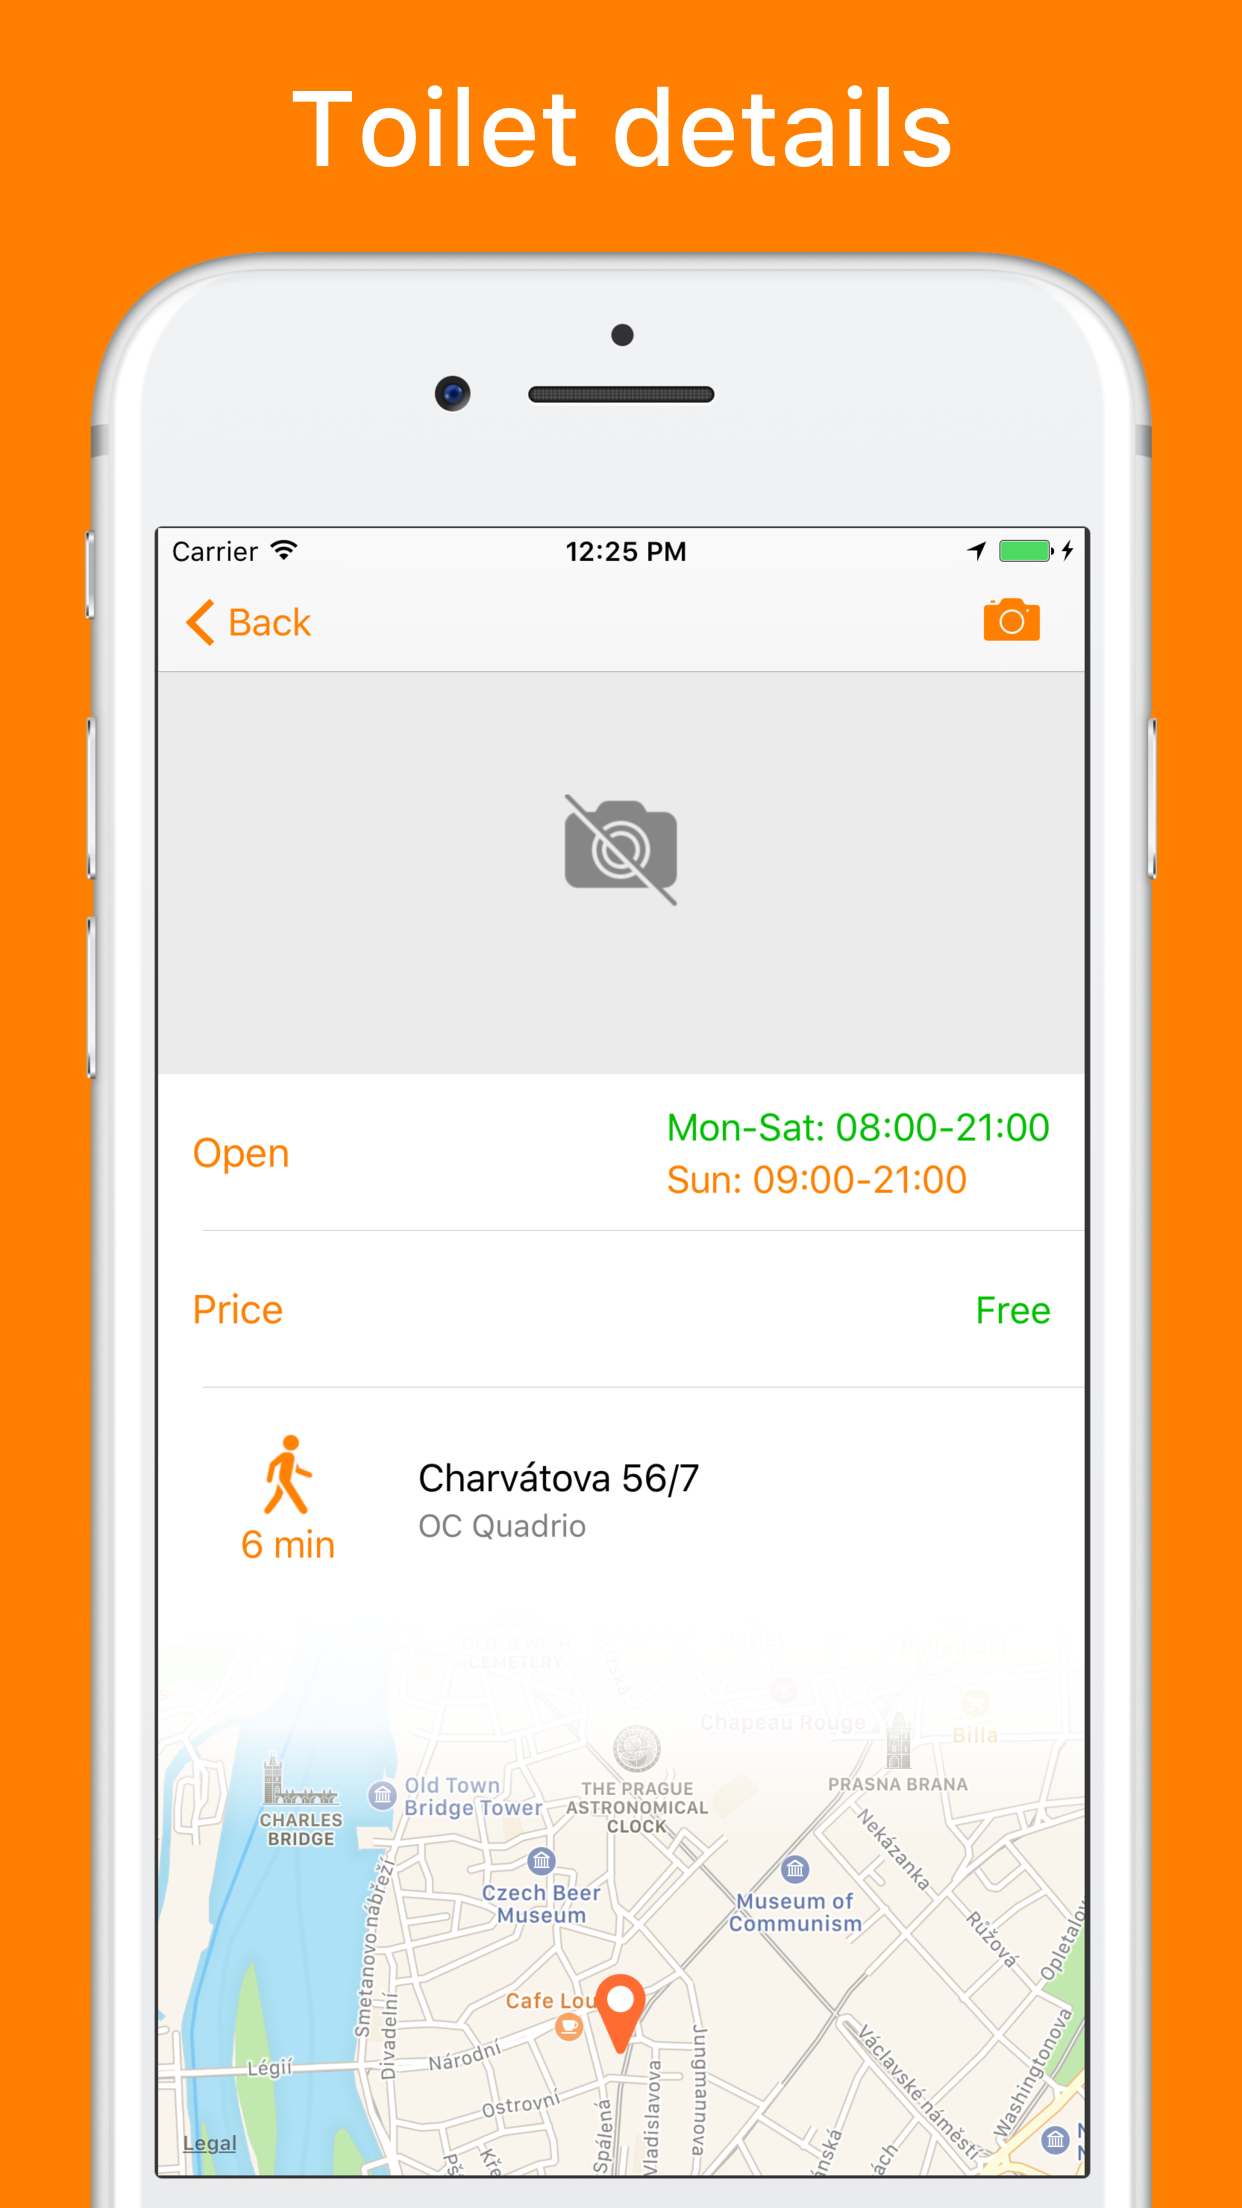 Toilet details
Carrier
12:25 PM
Back
Open
Mon-Sat: 08:00-21:00
Sun: 09:00-21:00
Price
Free
Charvátova 56/7
OC Quadrio
6 min
OLD JEWISH
CEMETERY
Outlet
Palladium
Chapeau Rouge
Billa
CHARLES
BRIDGE
Old Town
Bridge Tower
THE PRAGUE
ASTRONOMICAL
CLOCK
PRASNA BRANA
Nekázanka
Czech Beer
Museum
Museum of
Communism
Růžová
Opletalov
Smetanovo nábřeží
Divadelní
Cafe Lou
Národní
Légií
Ostrovní
Spálená
Vladislavova
Jungmannova
Václavské náměstí
Washingtonova
Legal